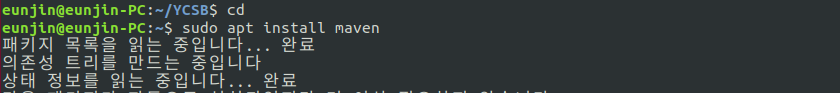 eunjin@eunjin-PC:~/YCSB$ cd
eunjin@eunjin-PC:~$ sudo apt install maven
패키지 목록을 읽는 중입니다... 완료
의존성 트리를 만드는 중입니다
상태 정보를 읽는 중입니다... 완료